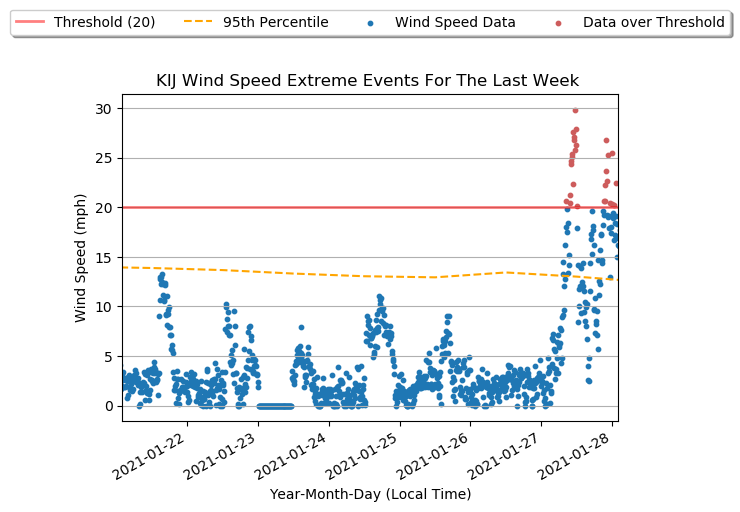 Threshold (20) 95th Percentile Wind Speed Data Data over Threshold
KIJ Wind Speed Extreme Events For The Last Week
30
25
20
15
10
5
0
Wind Speed (mph)
2021-01-22 2021-01-23 2021-01-24 2021-01-25 2021-01-26 2021-01-27 2021-01-28
Year-Month-Day (Local Time)